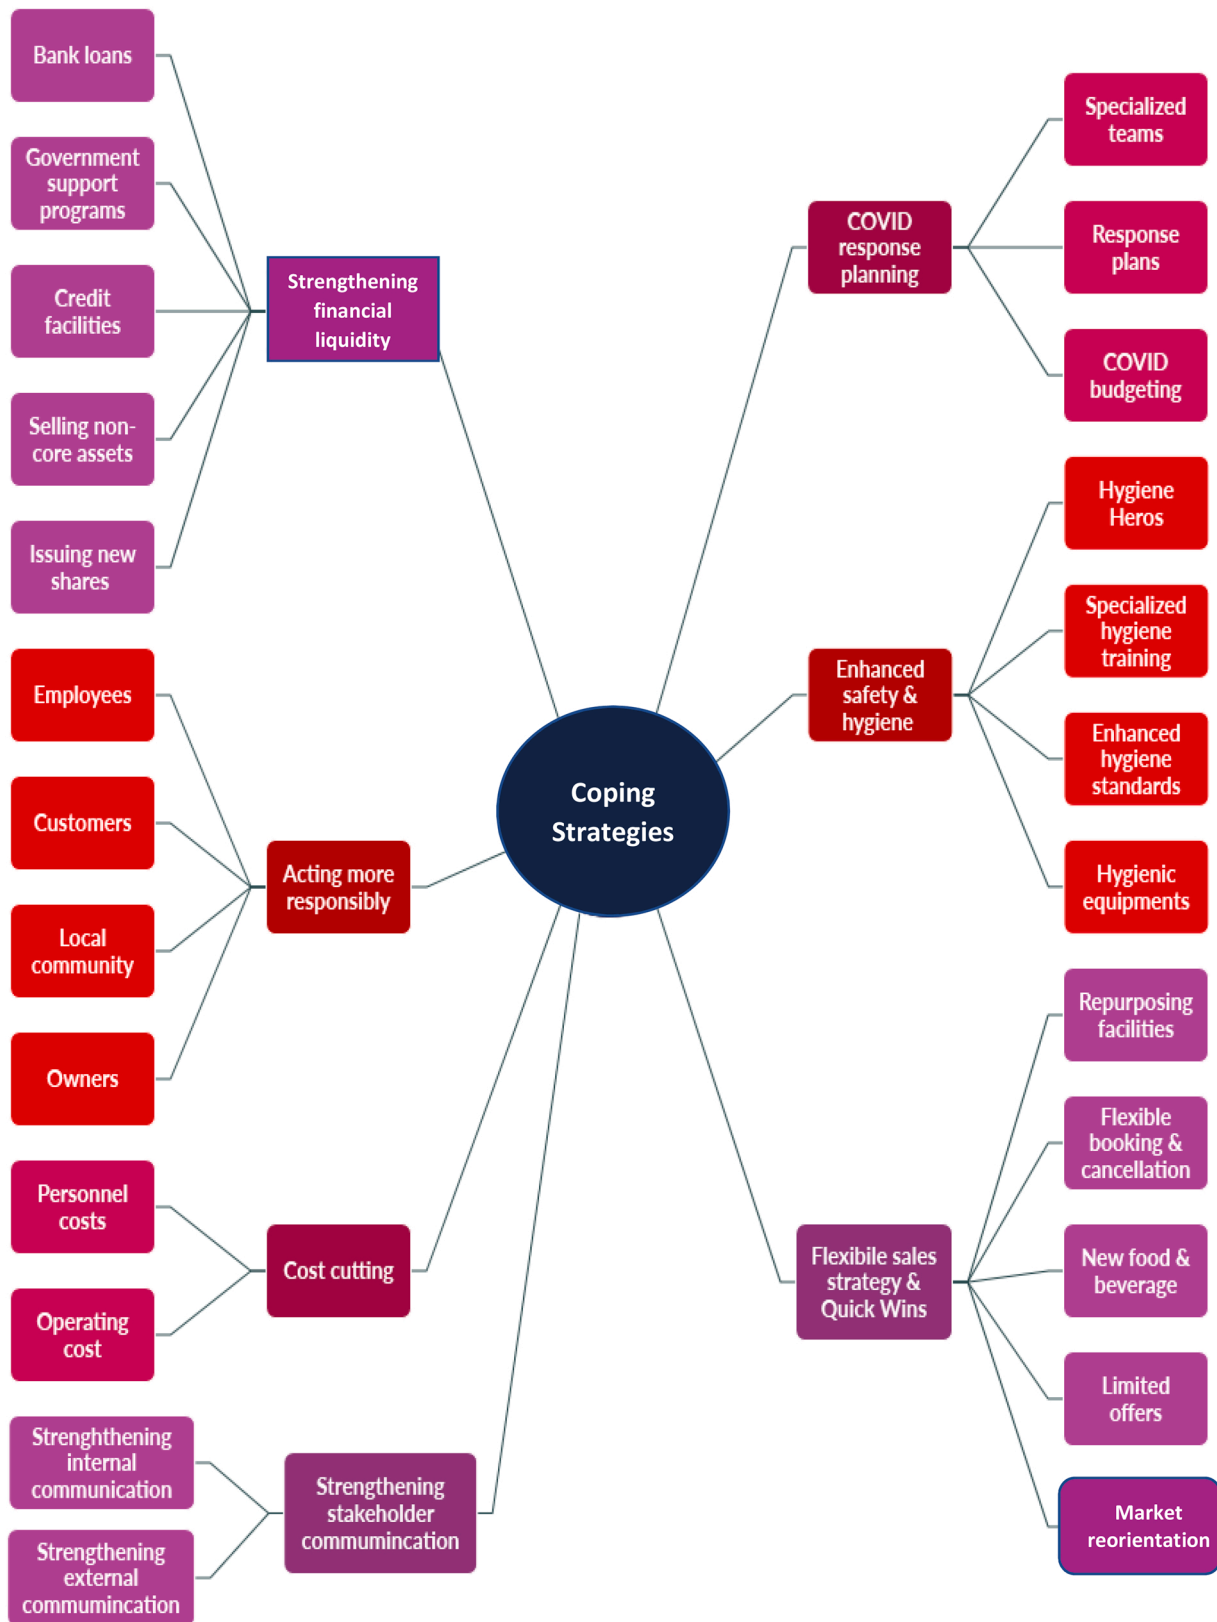 Bank loans
Government
support
programs
Credit
facilities
Selling non-
core assets
Issuing new
shares
Strengthening
financial
liquidity
Employees
Customers
Local
community
Owners
Acting more
responsibly
Personnel
costs
Operating
cost
Cost cutting
Strenghthening
internal
communication
Strengthening
external
commumincation
Strengthening
stakeholder
commumincation
Coping
Strategies
COVID
response
planning
Specialized
teams
Response
plans
COVID
budgeting
Enhanced
safety &
hygiene
Hygiene
Heros
Specialized
hygiene
training
Enhanced
hygiene
standards
Hygienic
equipments
Flexibile sales
strategy &
Quick Wins
Repurposing
facilities
Flexible
booking &
cancellation
New food &
beverage
Limited
offers
Market
reorientation